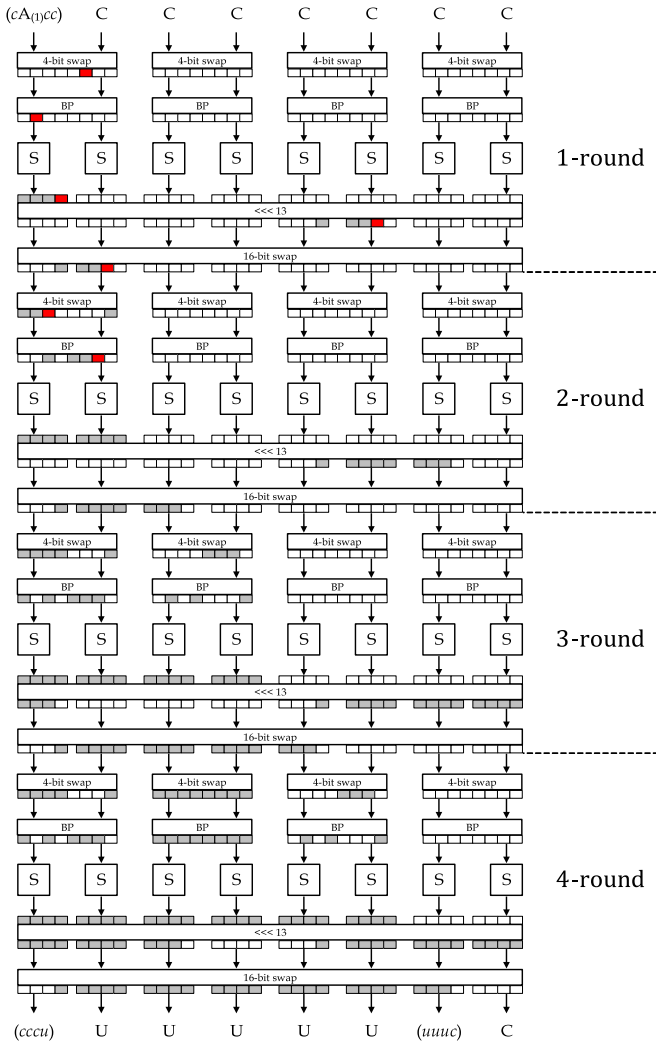 (cA(1)cc) C C C C C C C
4-bit swap 4-bit swap 4-bit swap 4-bit swap
BP BP BP BP
S S S S S S S S
1-round
<<< 13
16-bit swap
4-bit swap 4-bit swap 4-bit swap 4-bit swap
BP BP BP BP
S S S S S S S S
2-round
<<< 13
16-bit swap
4-bit swap 4-bit swap 4-bit swap 4-bit swap
BP BP BP BP
S S S S S S S S
3-round
<<< 13
16-bit swap
4-bit swap 4-bit swap 4-bit swap 4-bit swap
BP BP BP BP
S S S S S S S S
4-round
<<< 13
16-bit swap
(cccu) U U U U U (uuuc) C